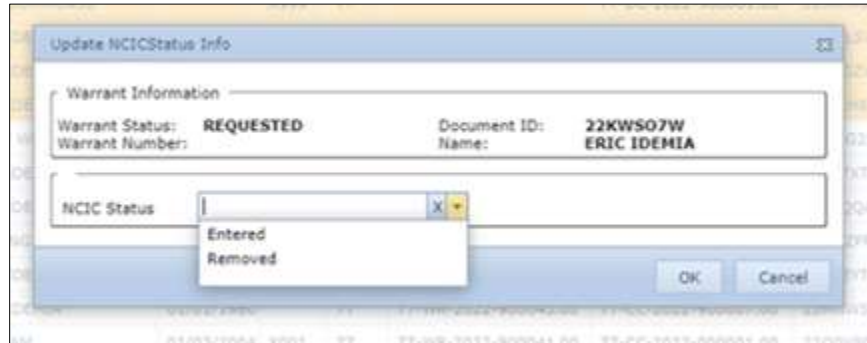 Update NCICStatus Info
Warrant Information
Warrant Status: REQUESTED Document ID: 22KWSO7W
Warrant Number: Name: ERIC IDEMIA
NCIC Status X
Entered
Removed
OK Cancel